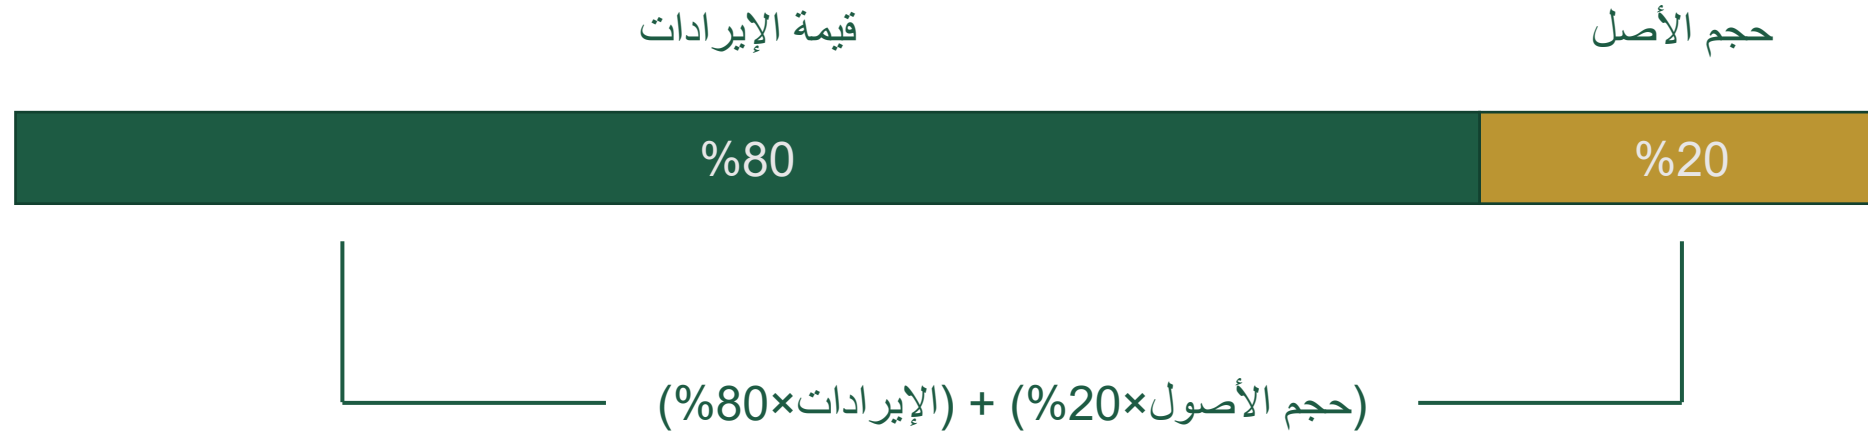 حجم الأصل
قيمة الإيرادات
%20
%80
(حجم الأصول×20%) + (الإيرادات×80%)